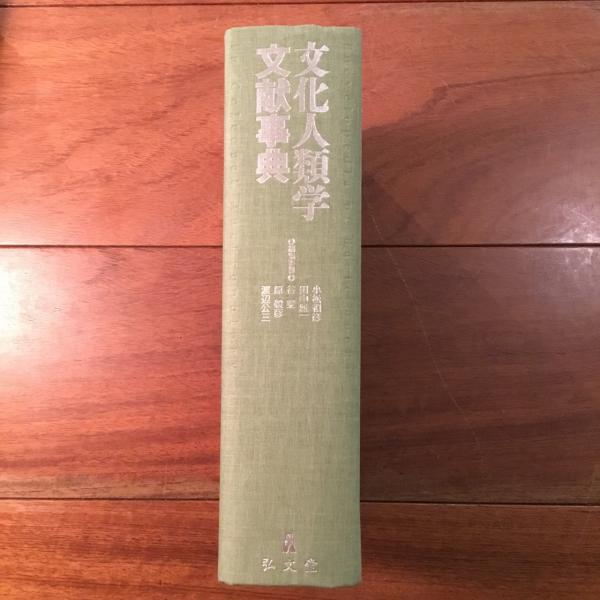 文化人類学
文献事典
小松和彦
田中雅一
谷泰
原毅彦
渡辺公三
弘文堂